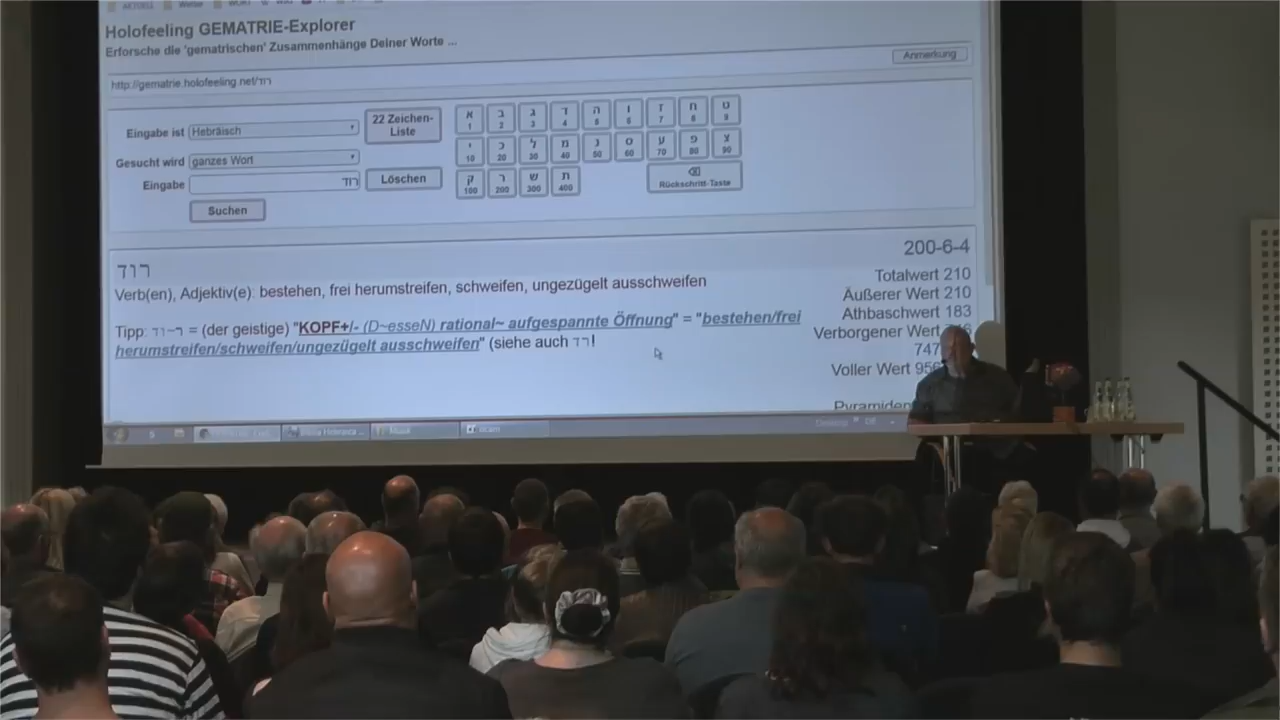 Holofeeling GEMATRIE-Explorer
Erforsche die 'gematrischen' Zusammenhänge Deiner Worte ...
Anmerkung
http://gematrie.holofeeling.net/רוד
Eingabe ist Hebräisch
22 Zeichen-Liste
Gesucht wird ganzes Wort
Eingabe רוד
Löschen
Suchen
א ב ג ד ה ו ז ח ט
1 2 3 4 5 6 7 8 9
י כ ל מ נ ס ע פ צ
10 20 30 40 50 60 70 80 90
ק ר ש ת
100 200 300 400
Rückschritt-Taste
רוד
200-6-4
Verb(en), Adjektiv(e): bestehen, frei herumstreifen, schweifen, ungezügelt ausschweifen
Totalwert 210
Äußerer Wert 210
Athbaschwert 183
Verborgener Wert
747
Voller Wert
Tipp: ר~וד = (der geistige) "KOPF+/- (D~esseN) rational~ aufgespannte Öffnung" = "bestehen/frei
herumstreifen/schweifen/ungezügelt ausschweifen" (siehe auch רד!
DE